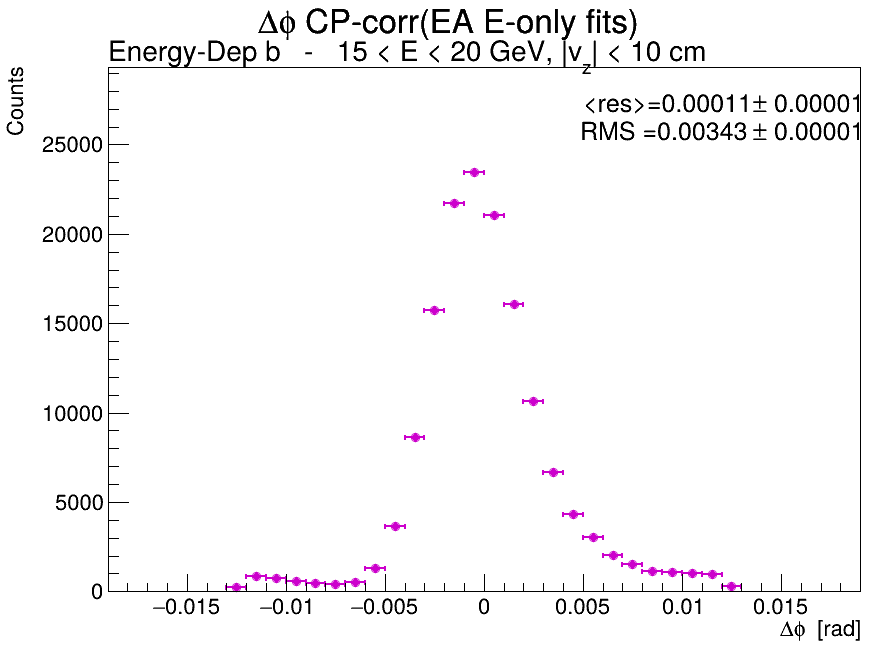 Δφ CP-corr(EA E-only fits)
Energy-Dep b - 15 < E < 20 GeV, |v_z| < 10 cm
Counts
<res>=0.00011± 0.00001
RMS =0.00343 ± 0.00001
25000
20000
15000
10000
5000
0
−0.015 −0.01 −0.005 0 0.005 0.01 0.015
Δφ [rad]